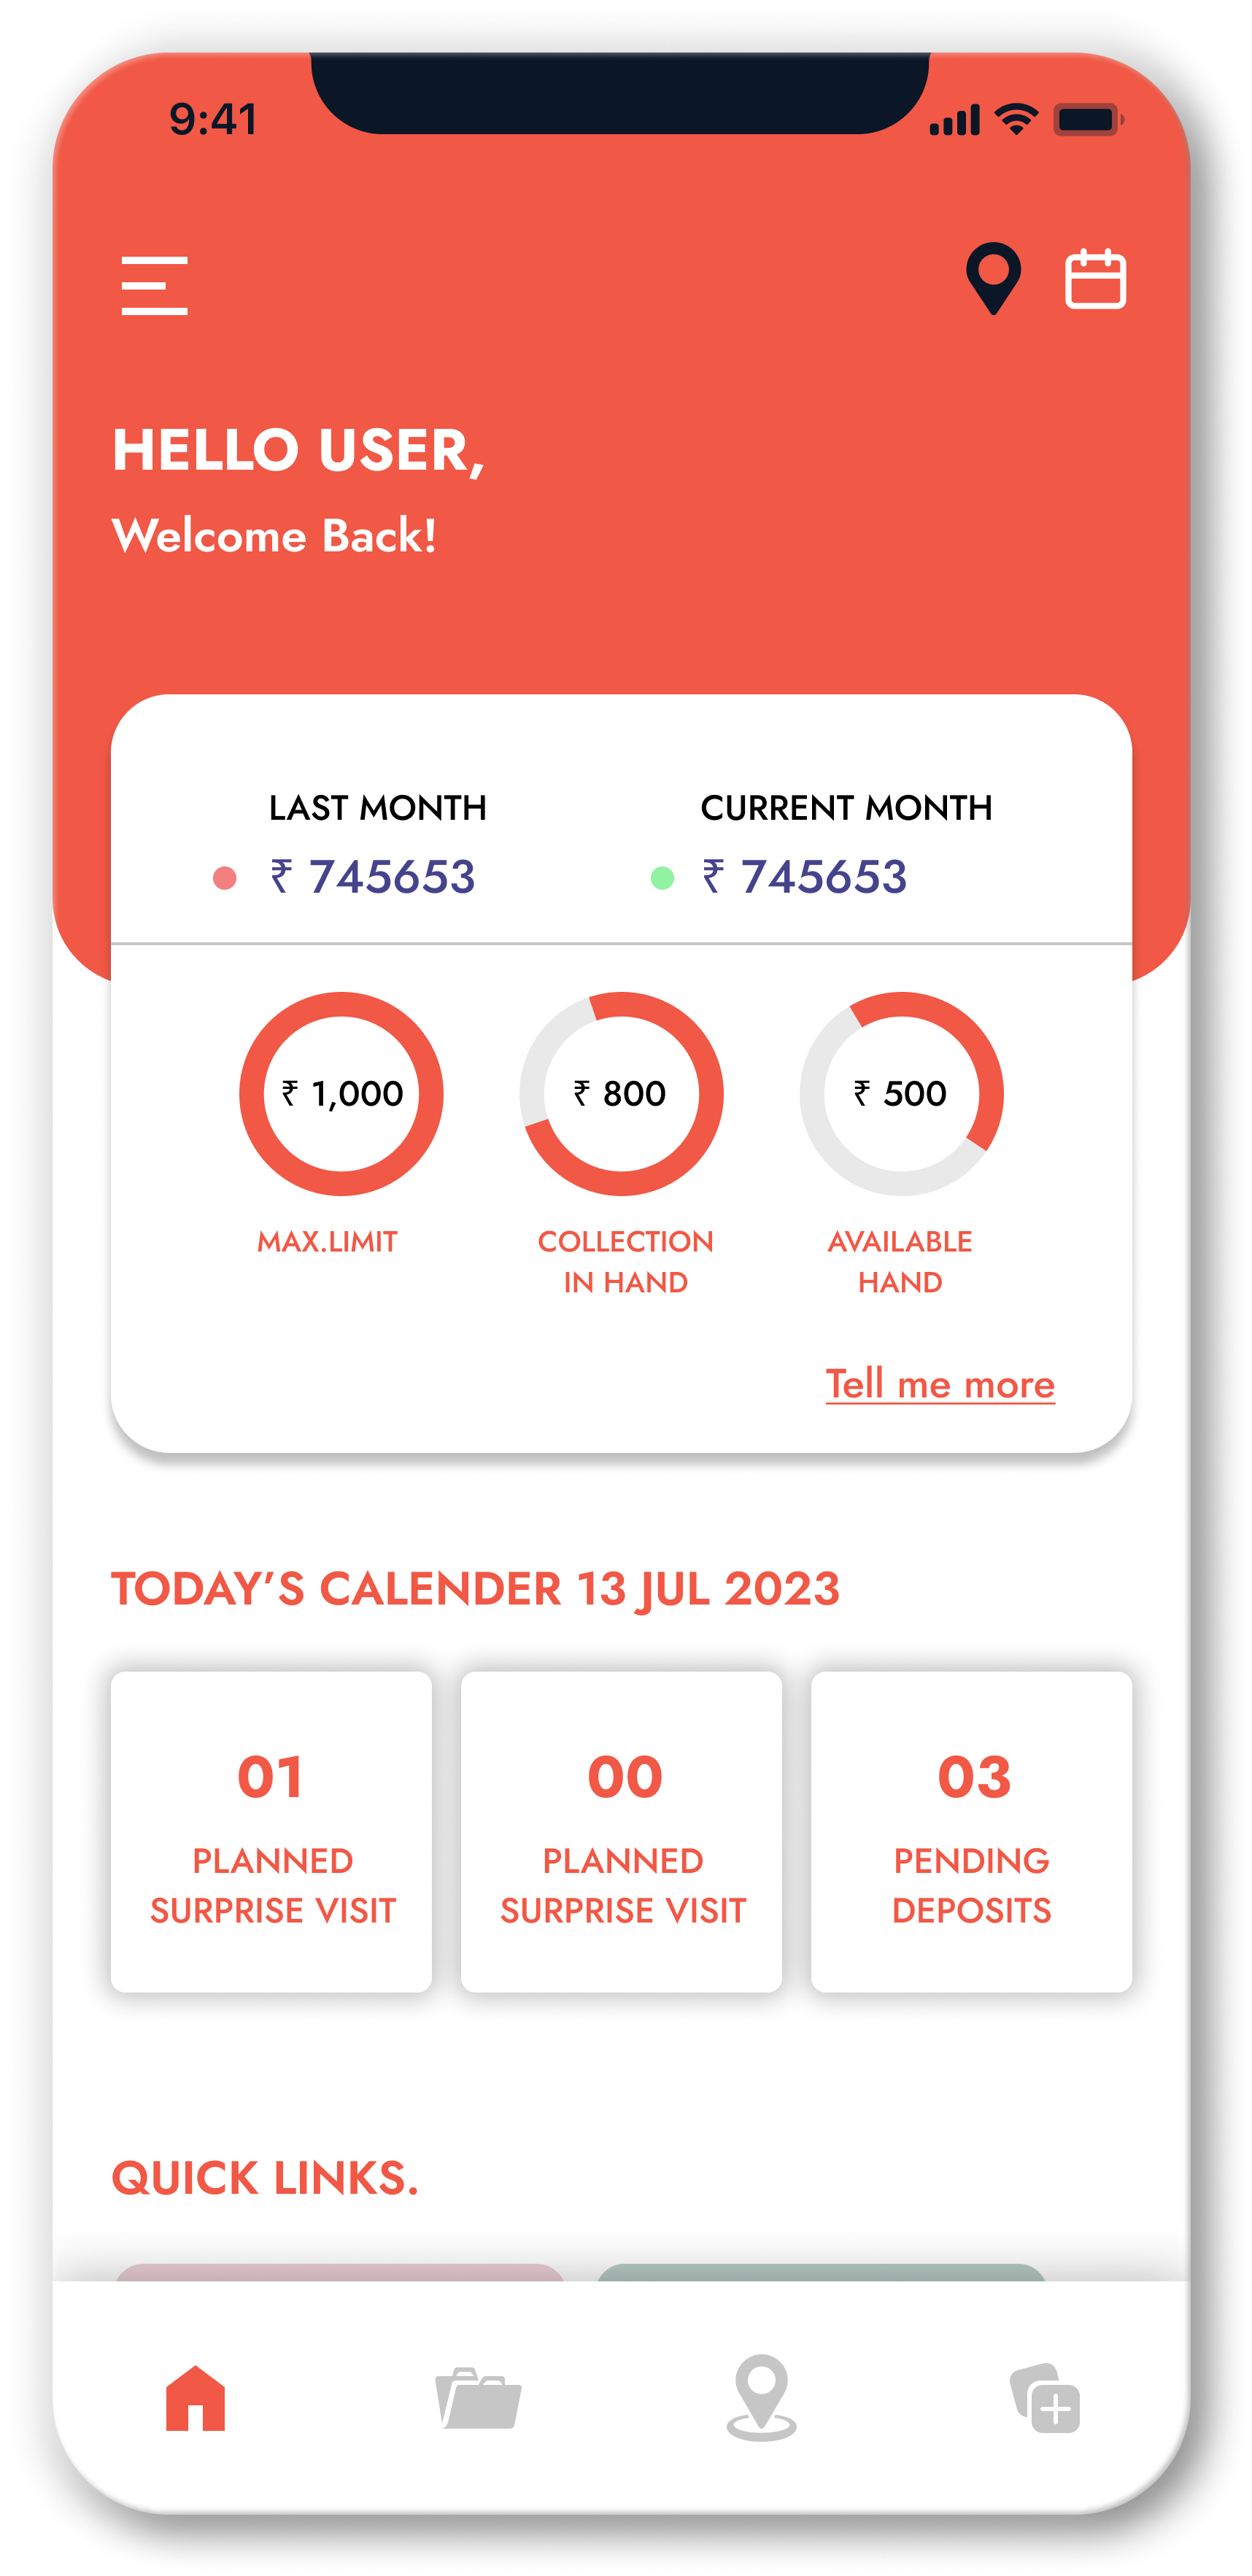 9:41
HELLO USER,
Welcome Back!
LAST MONTH
CURRENT MONTH
₹ 745653
₹ 745653
₹ 1,000
₹ 800
₹ 500
MAX.LIMIT
COLLECTION
IN HAND
AVAILABLE
HAND
Tell me more
TODAY’S CALENDER 13 JUL 2023
01
PLANNED
SURPRISE VISIT
00
PLANNED
SURPRISE VISIT
03
PENDING
DEPOSITS
QUICK LINKS.